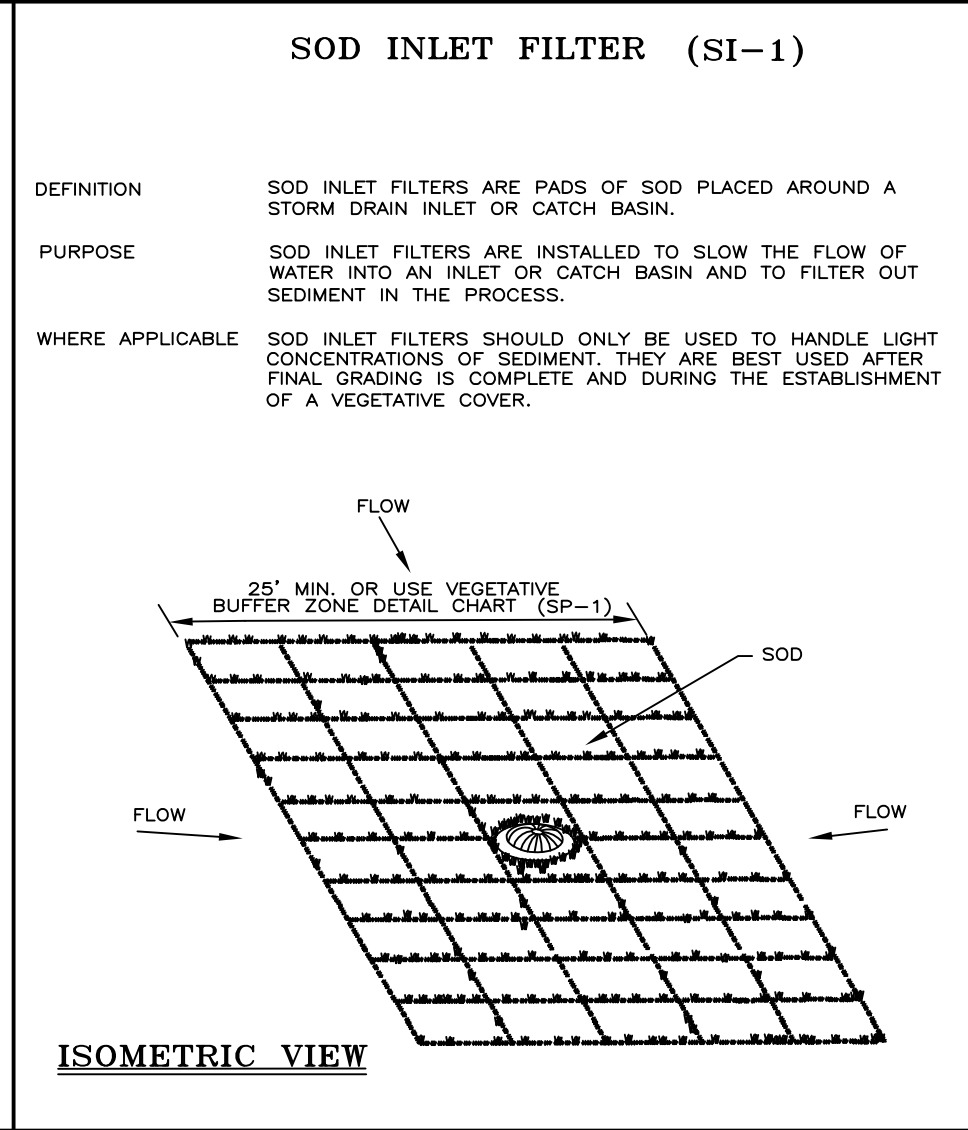 SOD INLET FILTER (SI-1)
DEFINITION SOD INLET FILTERS ARE PADS OF SOD PLACED AROUND A
STORM DRAIN INLET OR CATCH BASIN.
PURPOSE SOD INLET FILTERS ARE INSTALLED TO SLOW THE FLOW OF
WATER INTO AN INLET OR CATCH BASIN AND TO FILTER OUT
SEDIMENT IN THE PROCESS.
WHERE APPLICABLE SOD INLET FILTERS SHOULD ONLY BE USED TO HANDLE LIGHT
CONCENTRATIONS OF SEDIMENT. THEY ARE BEST USED AFTER
FINAL GRADING IS COMPLETE AND DURING THE ESTABLISHMENT
OF A VEGETATIVE COVER.
FLOW
25' MIN. OR USE VEGETATIVE
BUFFER ZONE DETAIL CHART (SP-1)
SOD
FLOW
FLOW
ISOMETRIC VIEW